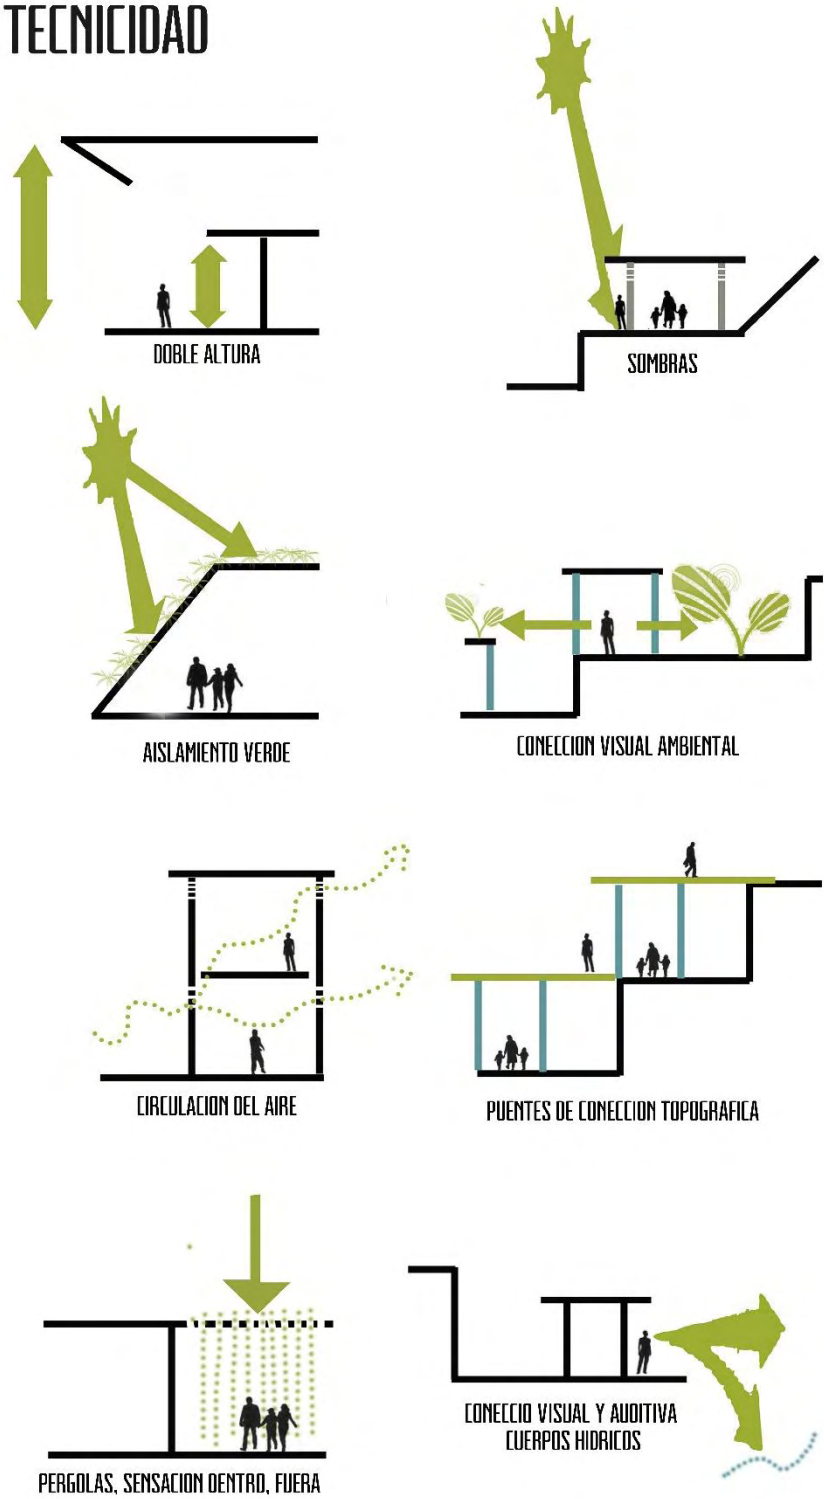 TECNICIDAD
DOBLE ALTURA
SOMBRAS
AISLAMIENTO VERDE
CONECCION VISUAL AMBIENTAL
CIRCULACION DEL AIRE
PUENTES DE CONECCION TOPOGRAFICA
PERGOLAS, SENSACION DENTRO, FUERA
CONECCIO VISUAL Y AUDITIVA
CUERPOS HIDRICOS